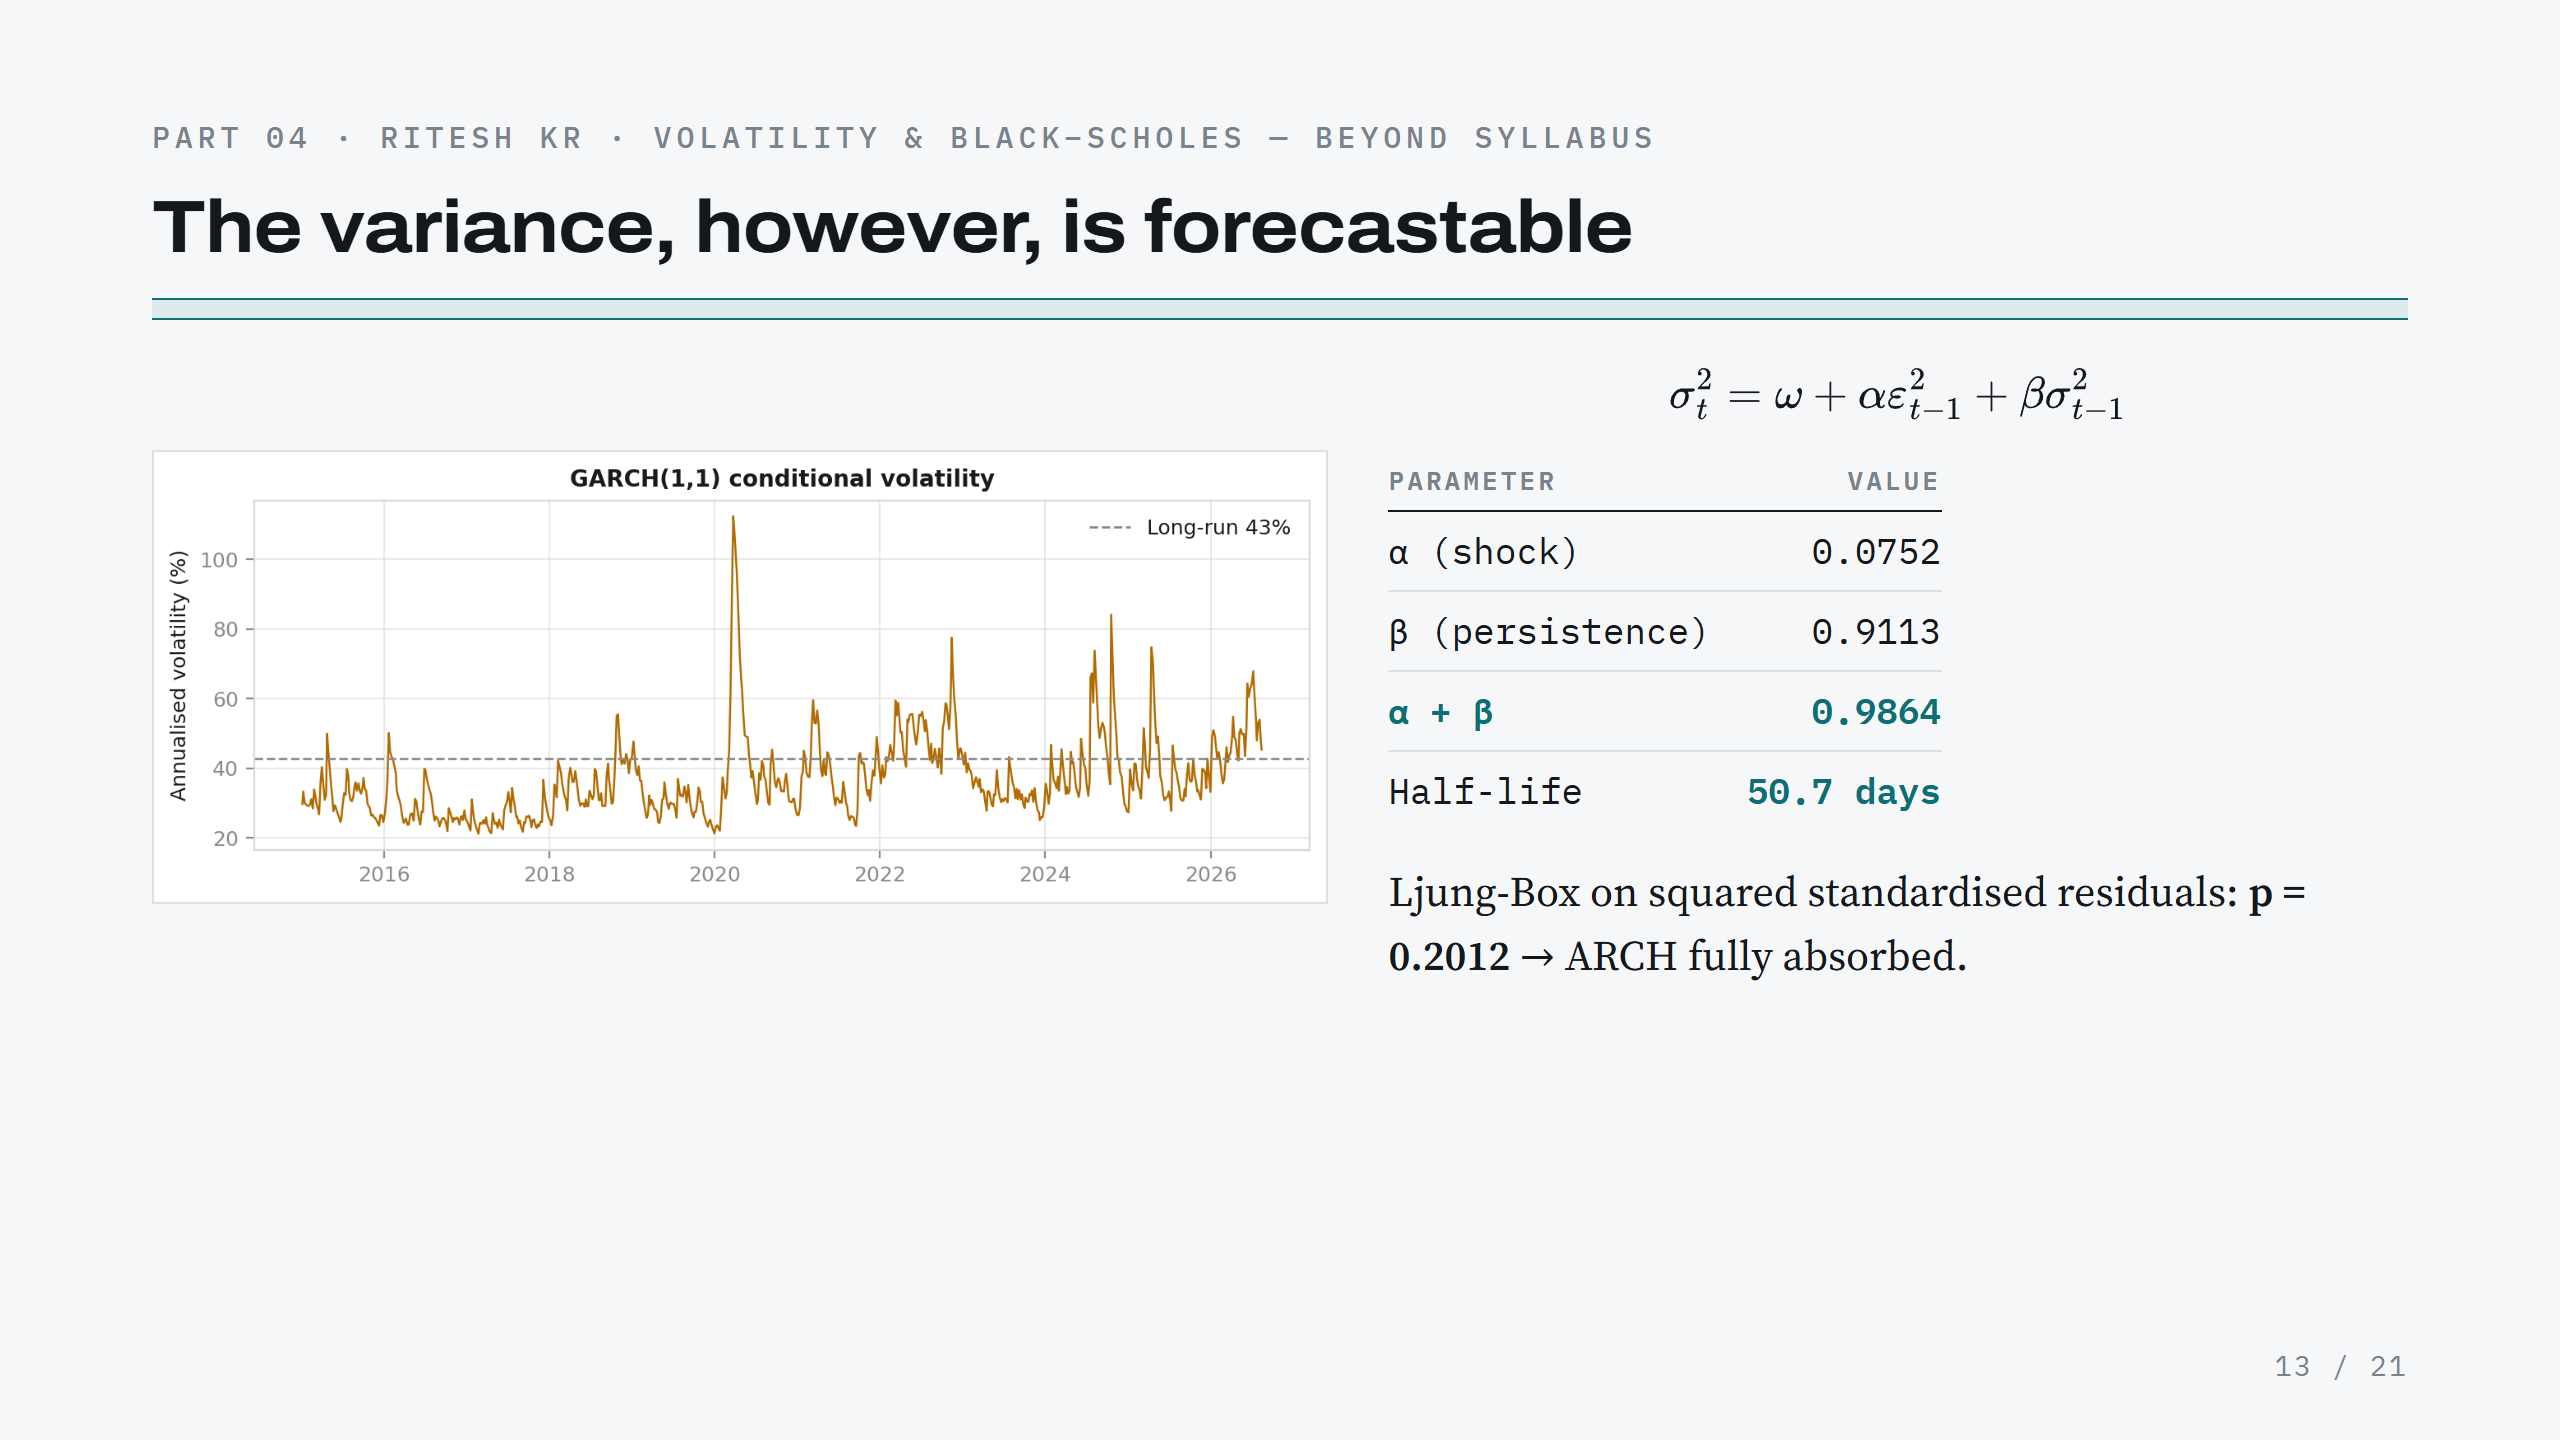 PART 04 · RITESH KR · VOLATILITY & BLACK–SCHOLES — BEYOND SYLLABUS
The variance, however, is forecastable
σ²_t = ω + αε²_{t−1} + βσ²_{t−1}
GARCH(1,1) conditional volatility
Long-run 43%
Annualised volatility (%)
100
80
60
40
20
2016 2018 2020 2022 2024 2026
PARAMETER VALUE
α (shock) 0.0752
β (persistence) 0.9113
α + β 0.9864
Half-life 50.7 days
Ljung-Box on squared standardised residuals: p =
0.2012 → ARCH fully absorbed.
13 / 21